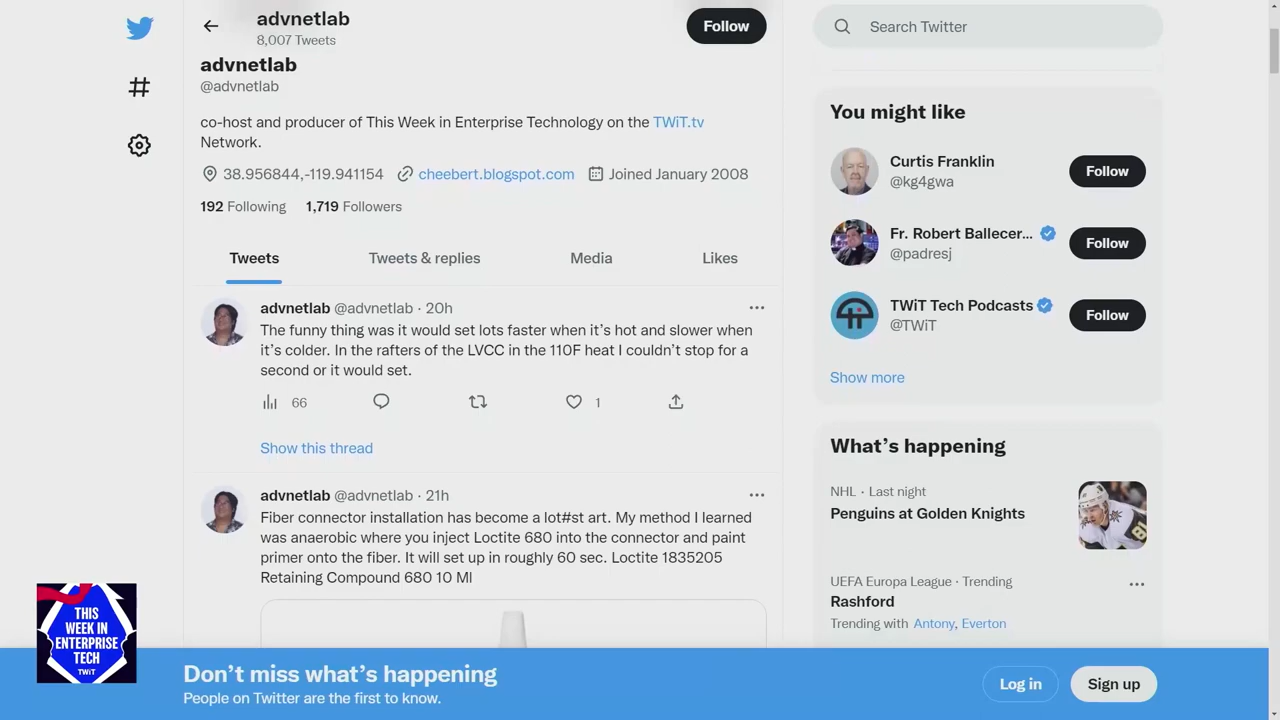 advnetlab
8,007 Tweets
Follow
advnetlab
@advnetlab
co-host and producer of This Week in Enterprise Technology on the TWiT.tv
Network.
38.956844,-119.941154 cheebert.blogspot.com Joined January 2008
192 Following 1,719 Followers
Tweets Tweets & replies Media Likes
advnetlab @advnetlab · 20h
The funny thing was it would set lots faster when it’s hot and slower when
it’s colder. In the rafters of the LVCC in the 110F heat I couldn’t stop for a
second or it would set.
66 1
Show this thread
advnetlab @advnetlab · 21h
Fiber connector installation has become a lot#st art. My method I learned
was anaerobic where you inject Loctite 680 into the connector and paint
primer onto the fiber. It will set up in roughly 60 sec. Loctite 1835205
Retaining Compound 680 10 Ml
Search Twitter
You might like
Curtis Franklin
@kg4gwa
Follow
Fr. Robert Ballecer...
@padresj
Follow
TWiT Tech Podcasts
@TWiT
Follow
Show more
What’s happening
NHL · Last night
Penguins at Golden Knights
UEFA Europa League · Trending
Rashford
Trending with Antony, Everton
THIS
WEEK IN
ENTERPRISE
TECH
TWiT
Don’t miss what’s happening
People on Twitter are the first to know.
Log in
Sign up